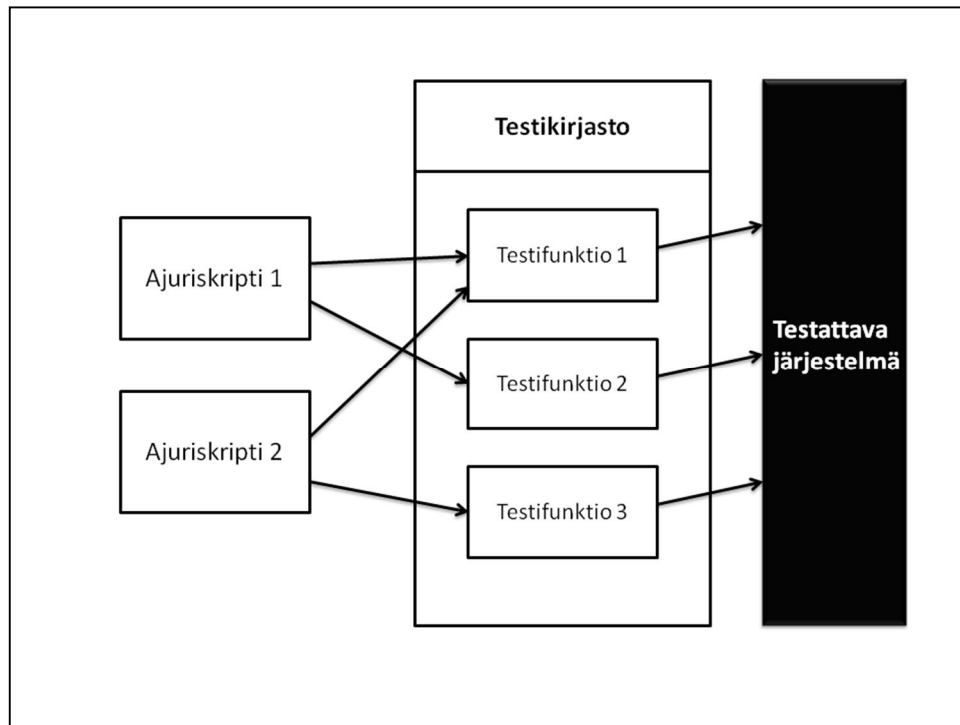 Testikirjasto
Ajuriskripti 1
Ajuriskripti 2
Testifunktio 1
Testifunktio 2
Testifunktio 3
Testattava
järjestelmä